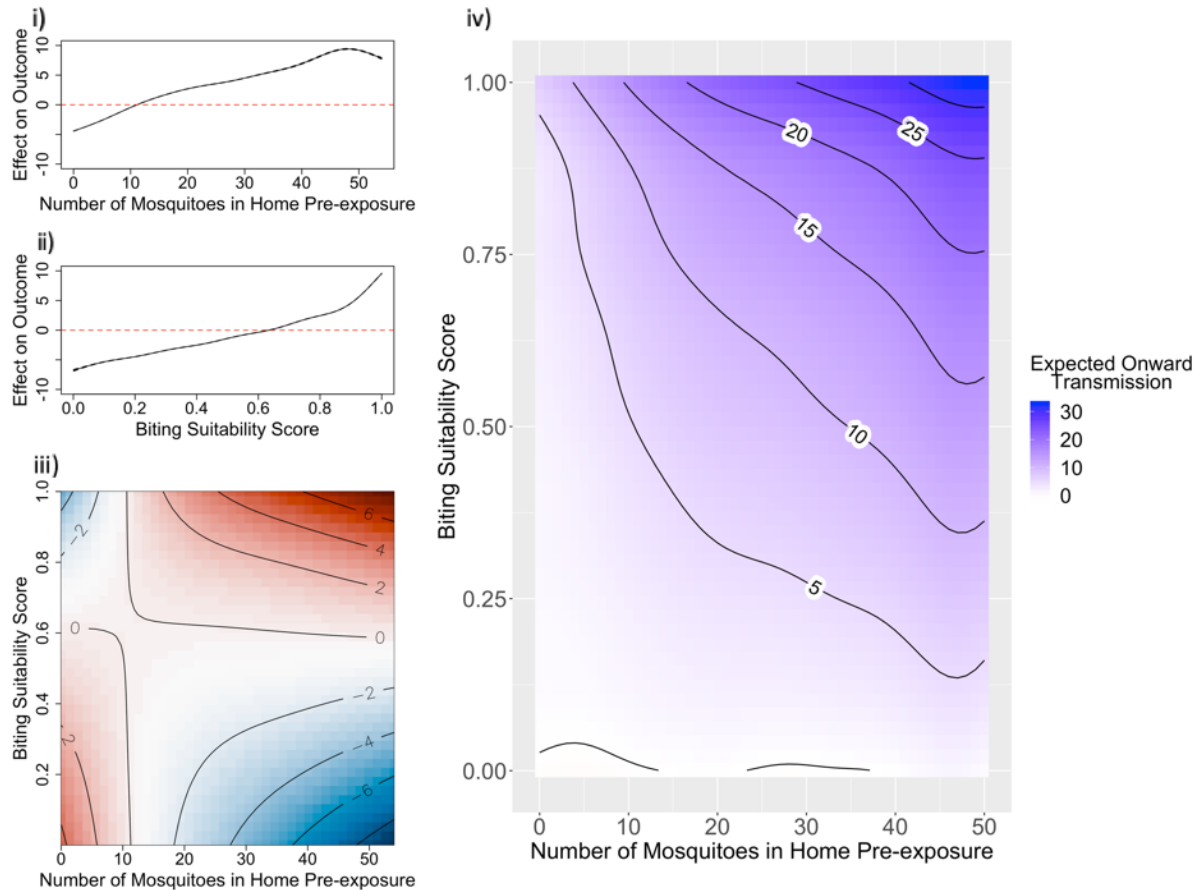 i)
10
5
0
-10
Effect on Outcome
0 10 20 30 40 50
Number of Mosquitoes in Home Pre-exposure
ii)
10
5
0
-10
Effect on Outcome
0.0 0.2 0.4 0.6 0.8 1.0
Biting Suitability Score
iii)
1.0
0.8
0.6
0.4
0.2
Biting Suitability Score
-2
6
4
2
0
0
-2
2
-4
-6
0 10 20 30 40 50
Number of Mosquitoes in Home Pre-exposure
iv)
1.00
0.75
0.50
0.25
0.00
Biting Suitability Score
25
20
15
10
5
0 10 20 30 40 50
Number of Mosquitoes in Home Pre-exposure
Expected Onward
Transmission
30
20
10
0